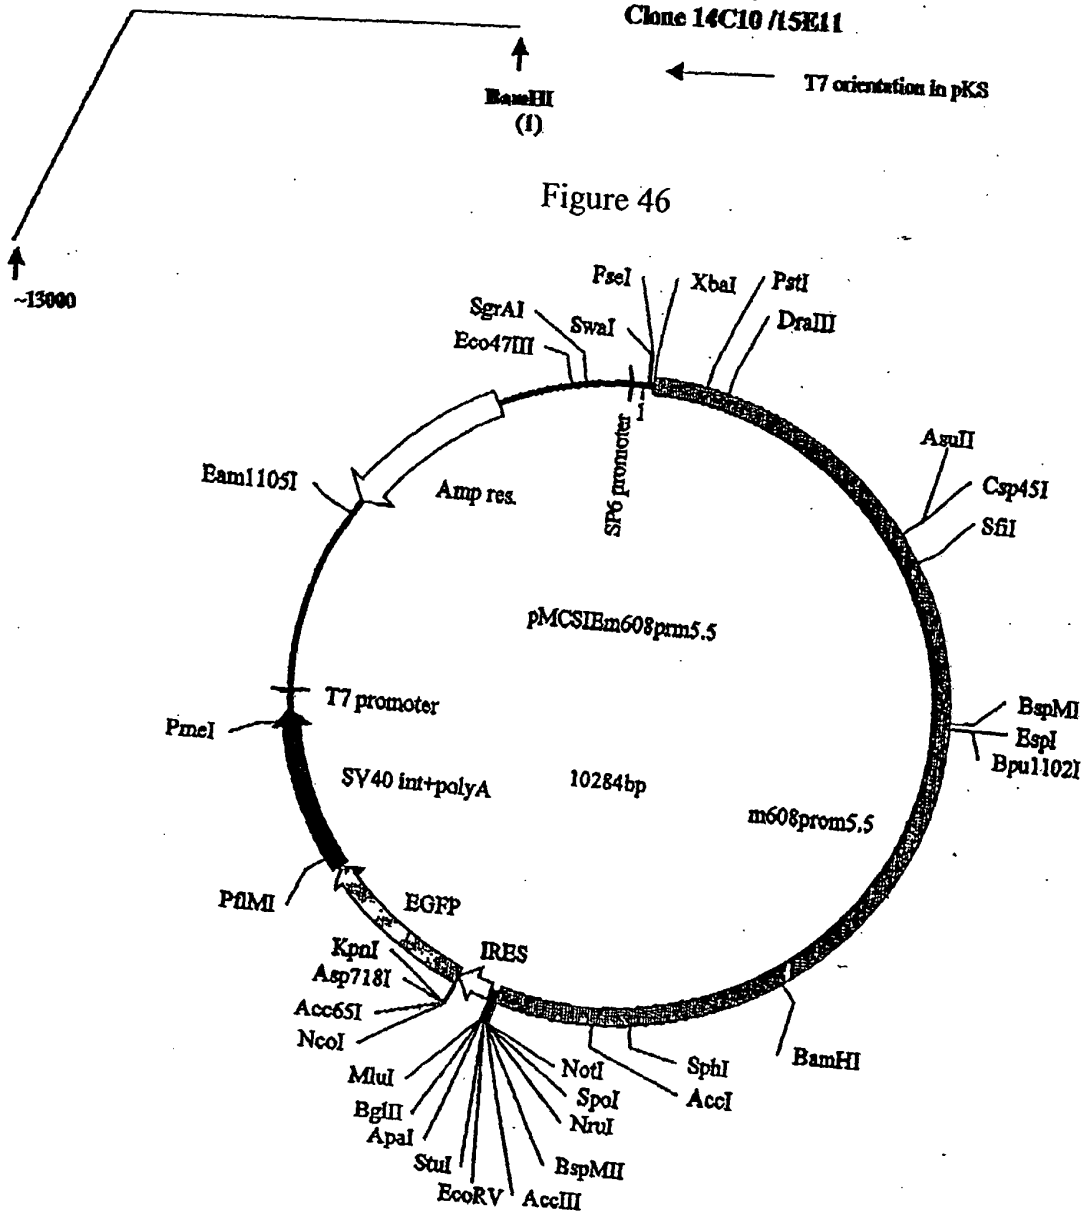 Clone 14C10 /15E11
T7 orientation in pKS
BamHI
(1)
Figure 46
~13000
FseI
XbaI
PstI
SgrAI
SwaI
DraIII
Eco47III
1
AsuII
Csp45I
SfiI
Eam1105I
Amp res.
SP6 promoter
pMCSIEm608prm5.5
T7 promoter
PmeI
BspMI
EspI
Bpu1102I
SV40 int+polyA
10284bp
m608prom5.5
PflMI
EGFP
KpnI
IRES
Asp718I
Acc65I
NcoI
BamHI
MluI
NotI
SphI
BglII
SpoI
AccI
ApaI
NruI
StuI
BspMII
EcoRV
AccIII